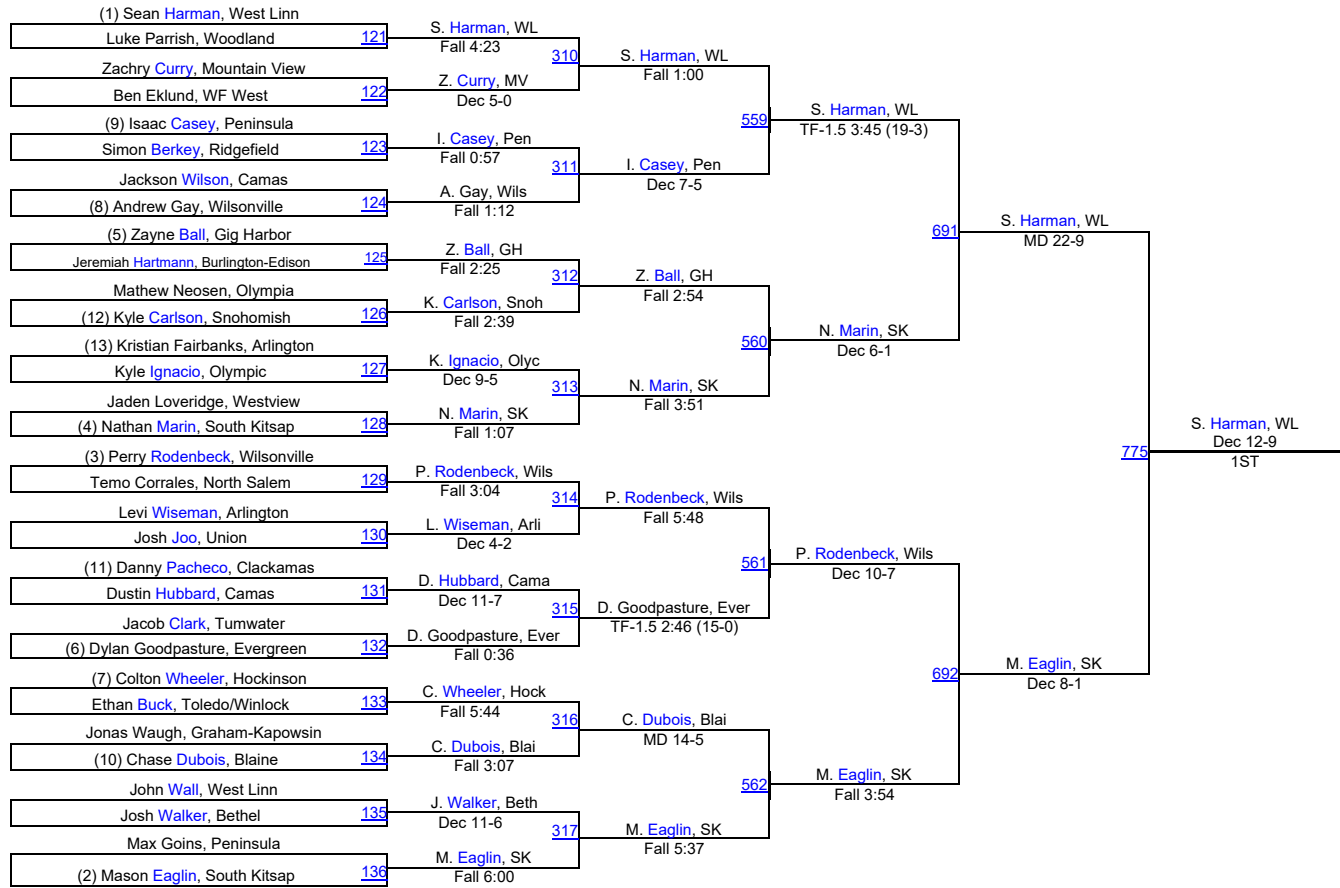 (1) Sean Harman, West Linn
Luke Parrish, Woodland
121
Zachry Curry, Mountain View
Ben Eklund, WF West
122
(9) Isaac Casey, Peninsula
Simon Berkey, Ridgefield
123
Jackson Wilson, Camas
(8) Andrew Gay, Wilsonville
124
(5) Zayne Ball, Gig Harbor
Jeremiah Hartmann, Burlington-Edison
125
Mathew Neosen, Olympia
(12) Kyle Carlson, Snohomish
126
(13) Kristian Fairbanks, Arlington
Kyle Ignacio, Olympic
127
Jaden Loveridge, Westview
(4) Nathan Marin, South Kitsap
128
(3) Perry Rodenbeck, Wilsonville
Temo Corrales, North Salem
129
Levi Wiseman, Arlington
Josh Joo, Union
130
(11) Danny Pacheco, Clackamas
Dustin Hubbard, Camas
131
Jacob Clark, Tumwater
(6) Dylan Goodpasture, Evergreen
132
(7) Colton Wheeler, Hockinson
Ethan Buck, Toledo/Winlock
133
Jonas Waugh, Graham-Kapowsin
(10) Chase Dubois, Blaine
134
John Wall, West Linn
Josh Walker, Bethel
135
Max Goins, Peninsula
(2) Mason Eaglin, South Kitsap
136
S. Harman, WL
Fall 4:23
310
Z. Curry, MV
Dec 5-0
I. Casey, Pen
Fall 0:57
311
A. Gay, Wils
Fall 1:12
Z. Ball, GH
Fall 2:25
312
K. Carlson, Snoh
Fall 2:39
K. Ignacio, Olyc
Dec 9-5
313
N. Marin, SK
Fall 1:07
P. Rodenbeck, Wils
Fall 3:04
314
L. Wiseman, Arli
Dec 4-2
D. Hubbard, Cama
Dec 11-7
315
D. Goodpasture, Ever
Fall 0:36
C. Wheeler, Hock
Fall 5:44
316
C. Dubois, Blai
Fall 3:07
J. Walker, Beth
Dec 11-6
317
M. Eaglin, SK
Fall 6:00
S. Harman, WL
Fall 1:00
559
I. Casey, Pen
Dec 7-5
Z. Ball, GH
Fall 2:54
560
N. Marin, SK
Fall 3:51
P. Rodenbeck, Wils
Fall 5:48
561
D. Goodpasture, Ever
TF-1.5 2:46 (15-0)
C. Dubois, Blai
MD 14-5
562
M. Eaglin, SK
Fall 5:37
S. Harman, WL
TF-1.5 3:45 (19-3)
691
N. Marin, SK
Dec 6-1
P. Rodenbeck, Wils
Dec 10-7
692
M. Eaglin, SK
Fall 3:54
S. Harman, WL
MD 22-9
775
M. Eaglin, SK
Dec 8-1
S. Harman, WL
Dec 12-9
1ST